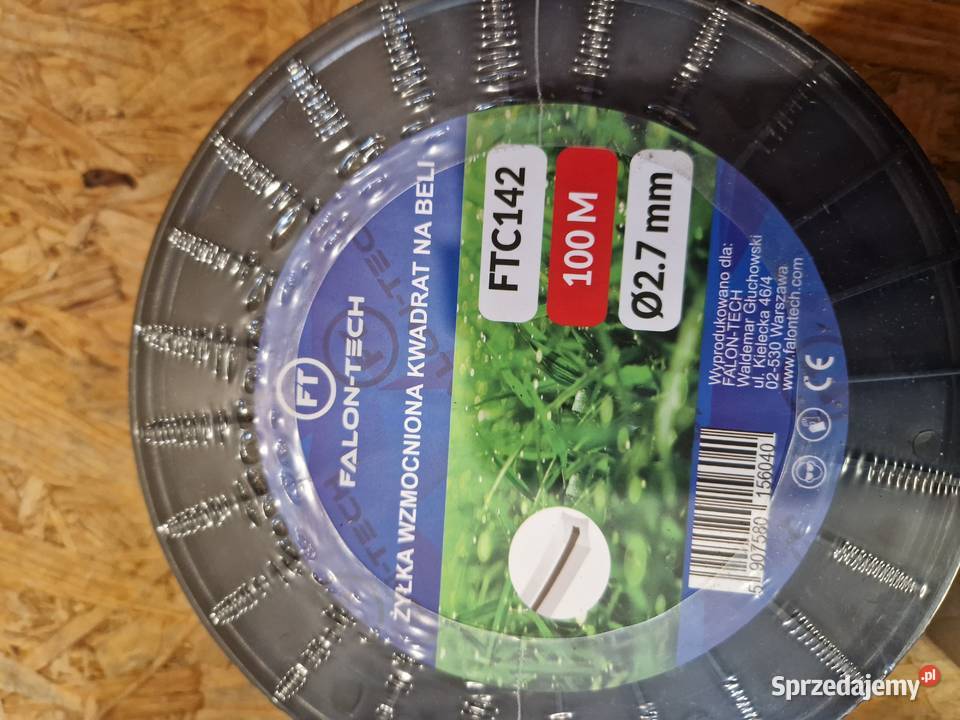 FT
FALON-TECH
ŻYŁKA WZMOCNIONA KWADRAT NA BELI
FTC142
100 M
Ø2.7 mm
Wyprodukowano dla:
FALON-TECH
Waldemar Głuchowski
ul. Kielecka 46/4
02-530 Warszawa
www.falontech.com
CE
5 907580 156040
Sprzedajemy.pl